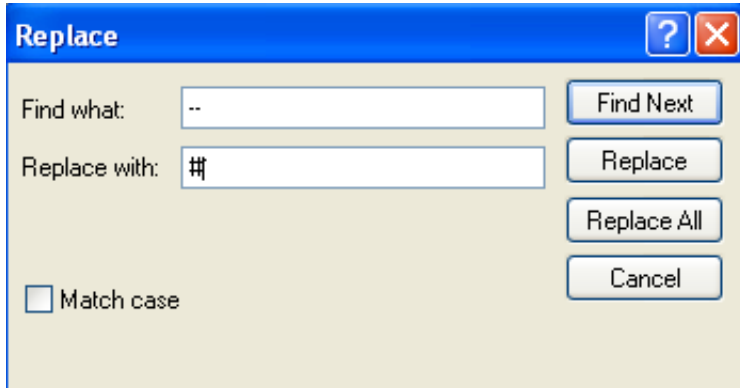 Replace
Find what: --
Find Next
Replace with: #
Replace
Replace All
Cancel
Match case